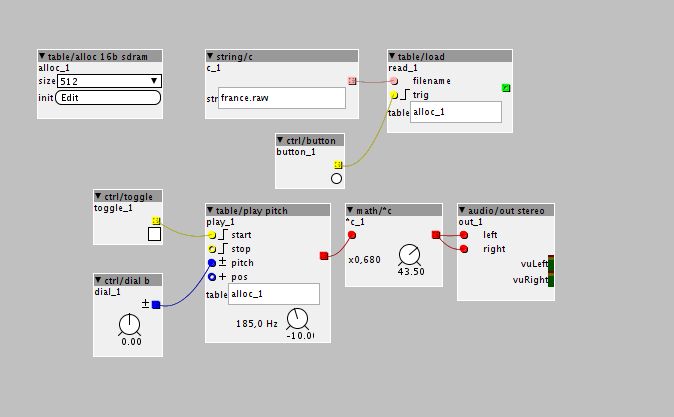 table/alloc 16b sdram
alloc_1
size 512
init Edit
string/c
c_1
str france.raw
table/load
read_1
filename
trig
table alloc_1
ctrl/button
button_1
ctrl/toggle
toggle_1
table/play pitch
play_1
start
stop
pitch
pos
table alloc_1
185,0 Hz
-10.0
math/*c
*c_1
x0,680
43.50
audio/out stereo
out_1
left
right
vuLeft
vuRight
ctrl/dial b
dial_1
0.00